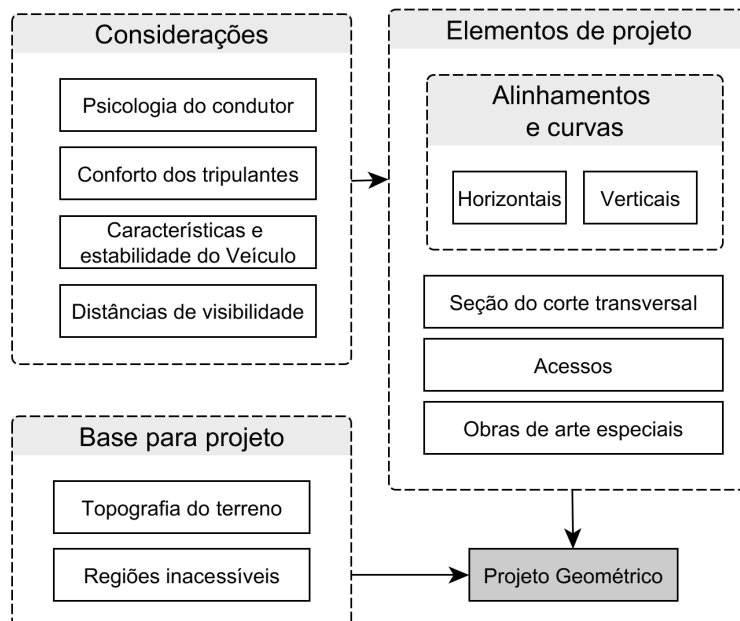 Considerações
Psicologia do condutor
Conforto dos tripulantes
Características e
estabilidade do Veículo
Distâncias de visibilidade
Elementos de projeto
Alinhamentos
e curvas
Horizontais
Verticais
Seção do corte transversal
Acessos
Obras de arte especiais
Base para projeto
Topografia do terreno
Regiões inacessíveis
Projeto Geométrico